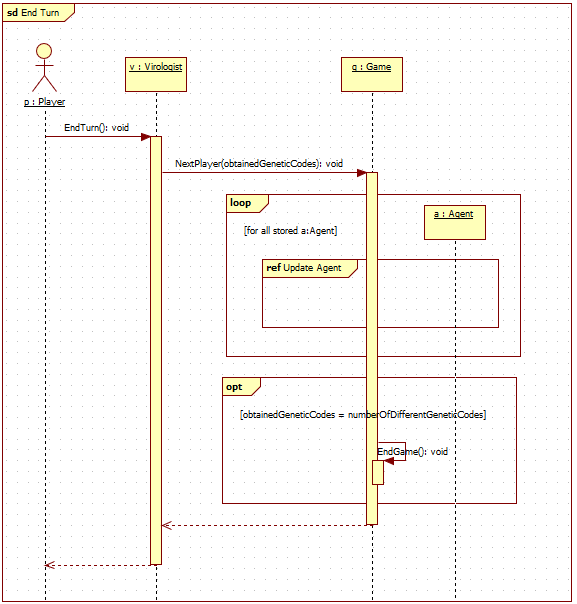 sd End Turn
p : Player
v : Virologist
g : Game
EndTurn(): void
NextPlayer(obtainedGeneticCodes): void
loop
[for all stored a:Agent]
a : Agent
ref Update Agent
opt
[obtainedGeneticCodes = numberOfDifferentGeneticCodes]
EndGame(): void